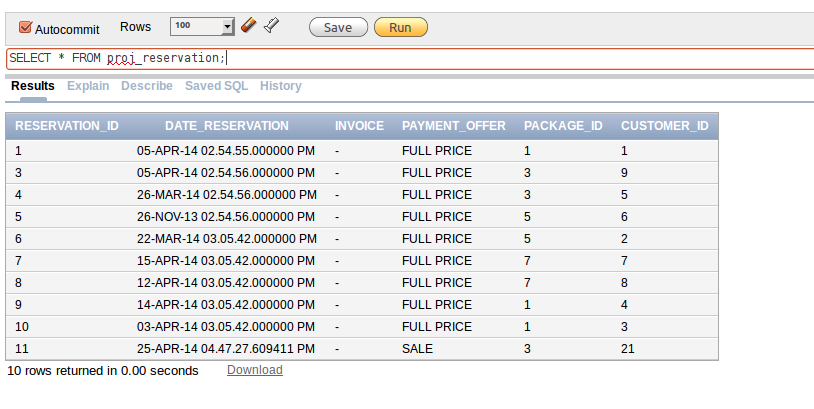 Autocommit Rows 100 Save Run
SELECT * FROM proj_reservation;
Results Explain Describe Saved SQL History
RESERVATION_ID DATE_RESERVATION INVOICE PAYMENT_OFFER PACKAGE_ID CUSTOMER_ID
1 05-APR-14 02.54.55.000000 PM - FULL PRICE 1 1
3 05-APR-14 02.54.56.000000 PM - FULL PRICE 3 9
4 26-MAR-14 02.54.56.000000 PM - FULL PRICE 3 5
5 26-NOV-13 02.54.56.000000 PM - FULL PRICE 5 6
6 22-MAR-14 03.05.42.000000 PM - FULL PRICE 5 2
7 15-APR-14 03.05.42.000000 PM - FULL PRICE 7 7
8 12-APR-14 03.05.42.000000 PM - FULL PRICE 7 8
9 14-APR-14 03.05.42.000000 PM - FULL PRICE 1 4
10 03-APR-14 03.05.42.000000 PM - FULL PRICE 1 3
11 25-APR-14 04.47.27.609411 PM - SALE 3 21
10 rows returned in 0.00 seconds Download